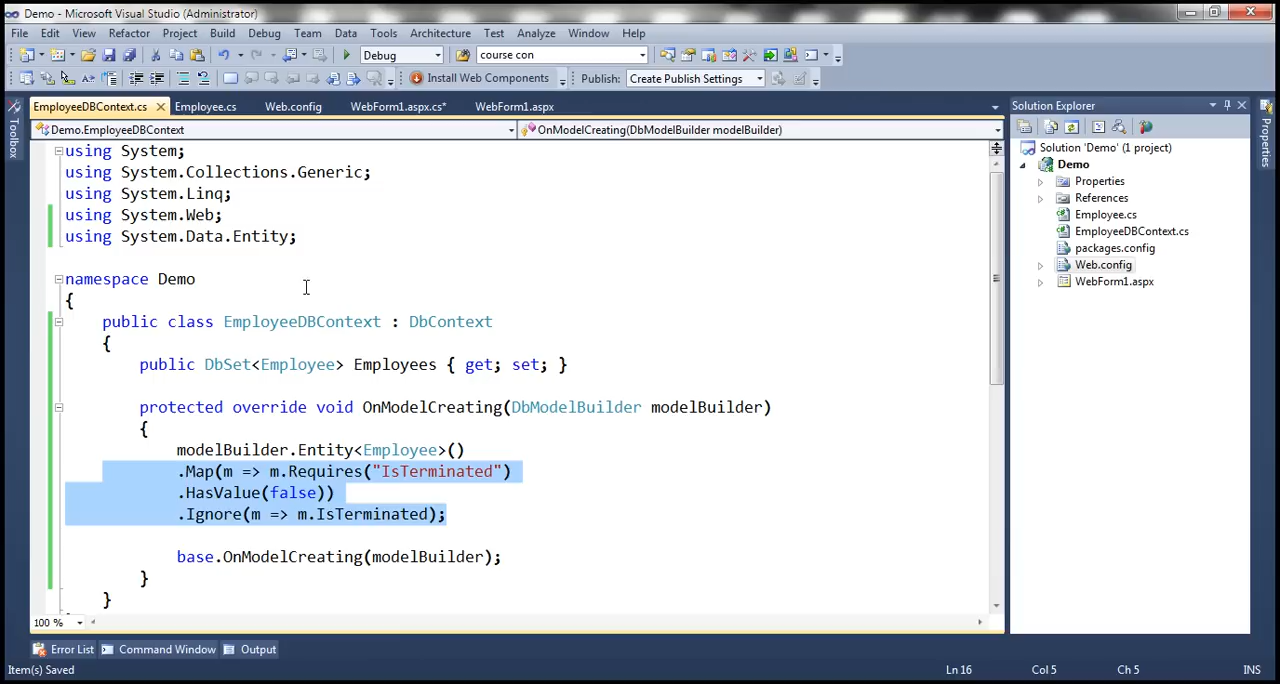 Demo - Microsoft Visual Studio (Administrator)
File Edit View Refactor Project Build Debug Team Data Tools Architecture Test Analyze Window Help
Debug course con
Install Web Components Publish: Create Publish Settings
EmployeeDBContext.cs Employee.cs Web.config WebForm1.aspx.cs* WebForm1.aspx
Demo.EmployeeDBContext OnModelCreating(DbModelBuilder modelBuilder)
Toolbox
using System;
using System.Collections.Generic;
using System.Linq;
using System.Web;
using System.Data.Entity;
namespace Demo
{
public class EmployeeDBContext : DbContext
{
public DbSet<Employee> Employees { get; set; }
protected override void OnModelCreating(DbModelBuilder modelBuilder)
{
modelBuilder.Entity<Employee>()
.Map(m => m.Requires("IsTerminated")
.HasValue(false))
.Ignore(m => m.IsTerminated);
base.OnModelCreating(modelBuilder);
}
}
100 %
Solution Explorer
Solution 'Demo' (1 project)
Demo
Properties
References
Employee.cs
EmployeeDBContext.cs
packages.config
Web.config
WebForm1.aspx
Properties
Error List Command Window Output
Item(s) Saved Ln 16 Col 5 Ch 5 INS